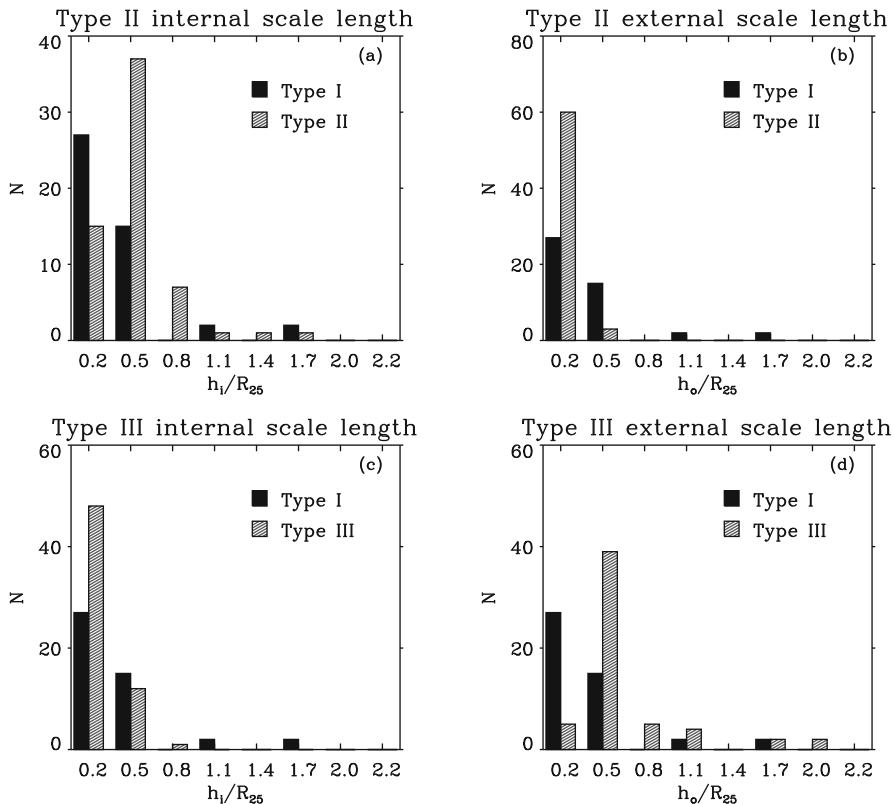 Type II internal scale length
(a)
Type I
Type II
40
30
20
10
0
N
0.2 0.5 0.8 1.1 1.4 1.7 2.0 2.2
hᵢ/R₂₅
Type II external scale length
(b)
Type I
Type II
80
60
40
20
0
N
0.2 0.5 0.8 1.1 1.4 1.7 2.0 2.2
hₒ/R₂₅
Type III internal scale length
(c)
Type I
Type III
60
40
20
0
N
0.2 0.5 0.8 1.1 1.4 1.7 2.0 2.2
hᵢ/R₂₅
Type III external scale length
(d)
Type I
Type III
60
40
20
0
N
0.2 0.5 0.8 1.1 1.4 1.7 2.0 2.2
hₒ/R₂₅